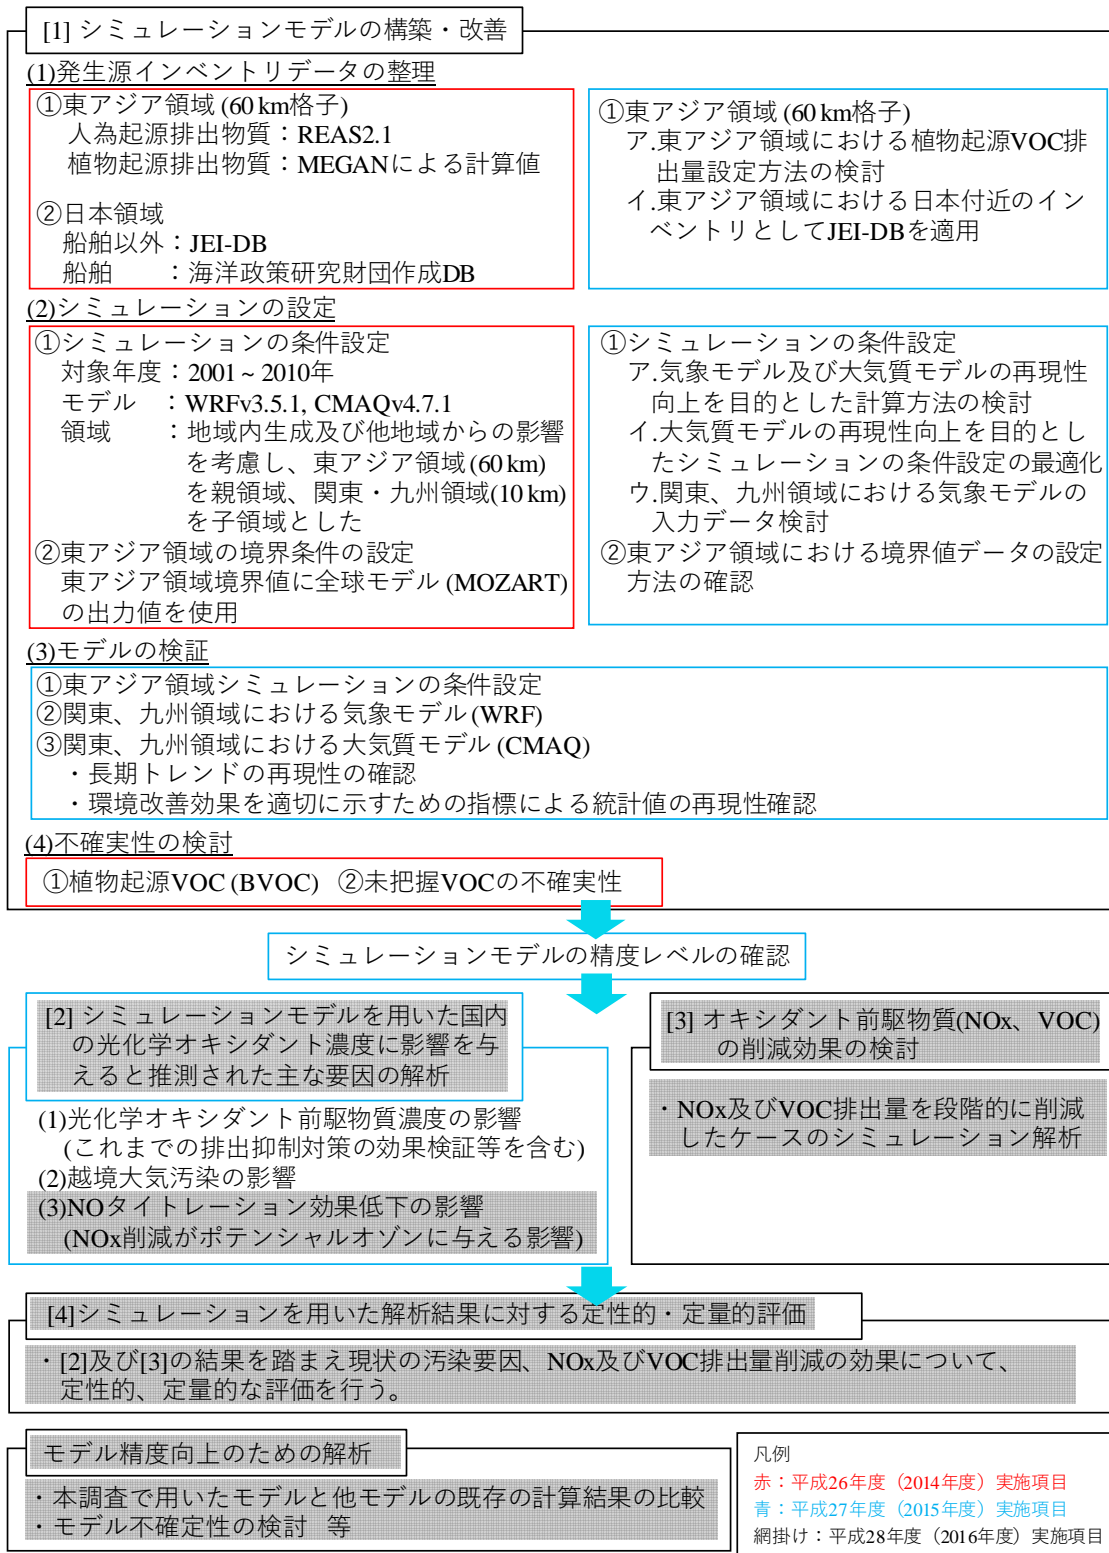 [1] シミュレーションモデルの構築・改善
(1)発生源インベントリデータの整理
①東アジア領域 (60 km格子)
人為起源排出物質：REAS2.1
植物起源排出物質：MEGANによる計算値
②日本領域
船舶以外：JEI-DB
船舶　　：海洋政策研究財団作成DB
①東アジア領域 (60 km格子)
ア.東アジア領域における植物起源VOC排
出量設定方法の検討
イ.東アジア領域における日本付近のイン
ベントリとしてJEI-DBを適用
(2)シミュレーションの設定
①シミュレーションの条件設定
対象年度：2001 ~ 2010年
モデル　：WRFv3.5.1, CMAQv4.7.1
領域　　：地域内生成及び他地域からの影響
を考慮し、東アジア領域 (60 km)
を親領域、関東・九州領域(10 km)
を子領域とした
②東アジア領域の境界条件の設定
東アジア領域境界値に全球モデル (MOZART)
の出力値を使用
①シミュレーションの条件設定
ア.気象モデル及び大気質モデルの再現性
向上を目的とした計算方法の検討
イ.大気質モデルの再現性向上を目的とし
たシミュレーションの条件設定の最適化
ウ.関東、九州領域における気象モデルの
入力データ検討
②東アジア領域における境界値データの設定
方法の確認
(3)モデルの検証
①東アジア領域シミュレーションの条件設定
②関東、九州領域における気象モデル (WRF)
③関東、九州領域における大気質モデル (CMAQ)
・長期トレンドの再現性の確認
・環境改善効果を適切に示すための指標による統計値の再現性確認
(4)不確実性の検討
①植物起源VOC (BVOC)　②未把握VOCの不確実性
シミュレーションモデルの精度レベルの確認
[2] シミュレーションモデルを用いた国内
の光化学オキシダント濃度に影響を与
えると推測された主な要因の解析
(1)光化学オキシダント前駆物質濃度の影響
(これまでの排出抑制対策の効果検証等を含む)
(2)越境大気汚染の影響
(3)NOタイトレーション効果低下の影響
(NOx削減がポテンシャルオゾンに与える影響)
[3] オキシダント前駆物質(NOx、VOC)
の削減効果の検討
・NOx及びVOC排出量を段階的に削減
したケースのシミュレーション解析
[4]シミュレーションを用いた解析結果に対する定性的・定量的評価
・[2]及び[3]の結果を踏まえ現状の汚染要因、NOx及びVOC排出量削減の効果について、
定性的、定量的な評価を行う。
モデル精度向上のための解析
・本調査で用いたモデルと他モデルの既存の計算結果の比較
・モデル不確定性の検討　等
凡例
赤：平成26年度（2014年度）実施項目
青：平成27年度（2015年度）実施項目
網掛け：平成28年度（2016年度）実施項目